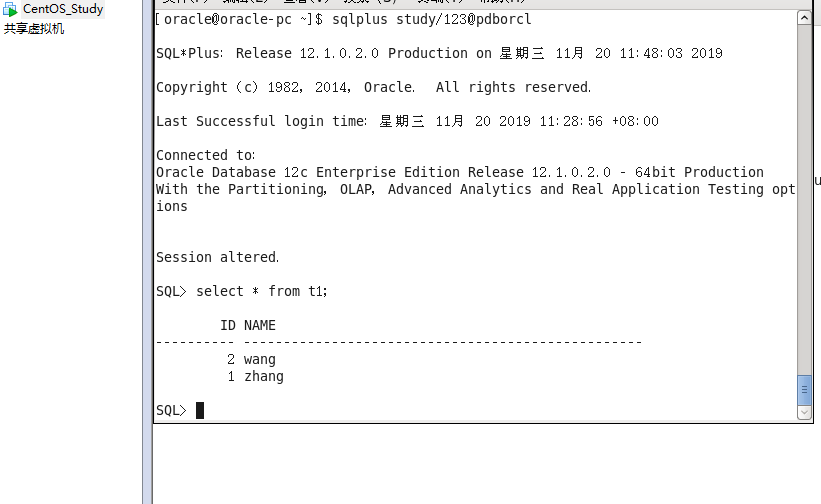 CentOS_Study
共享虚拟机
[oracle@oracle-pc ~]$ sqlplus study/123@pdborcl
SQL*Plus: Release 12.1.0.2.0 Production on 星期三 11月 20 11:48:03 2019
Copyright (c) 1982, 2014, Oracle.  All rights reserved.
Last Successful login time: 星期三 11月 20 2019 11:28:56 +08:00
Connected to:
Oracle Database 12c Enterprise Edition Release 12.1.0.2.0 - 64bit Production
With the Partitioning, OLAP, Advanced Analytics and Real Application Testing opt
ions
Session altered.
SQL> select * from t1;
ID NAME
---------- --------------------------------------------------
2 wang
1 zhang
SQL>
u